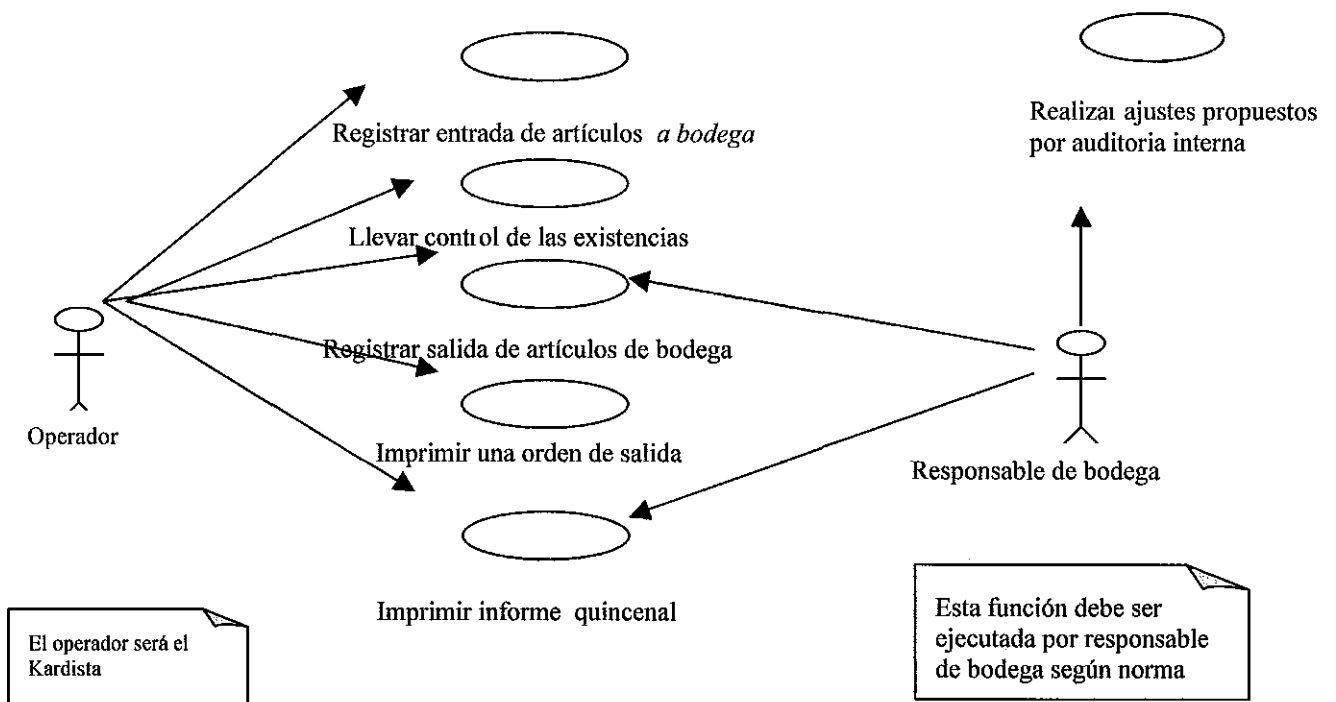 Registrar entrada de artículos a bodega
Realizar ajustes propuestos
por auditoria interna
Llevar control de las existencias
Registrar salida de artículos de bodega
Operador
Imprimir una orden de salida
Responsable de bodega
Imprimir informe quincenal
El operador será el
Kardista
Esta función debe ser
ejecutada por responsable
de bodega según norma